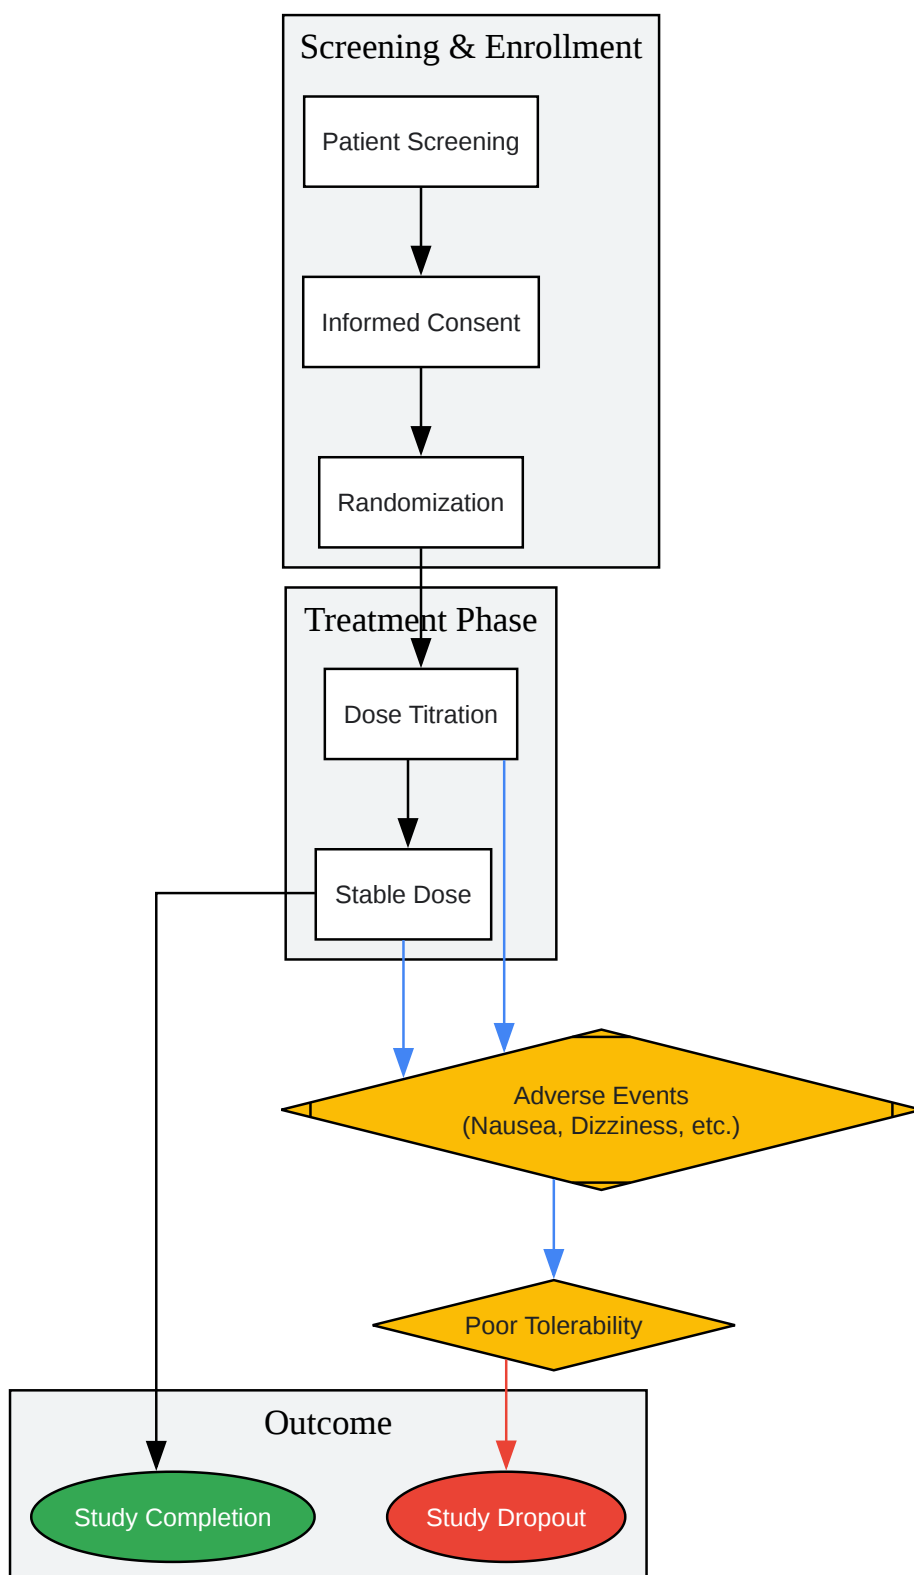 Screening & Enrollment
Patient Screening
Informed Consent
Randomization
Treatment Phase
Dose Titration
Stable Dose
Adverse Events
(Nausea, Dizziness, etc.)
Poor Tolerability
Outcome
Study Completion
Study Dropout